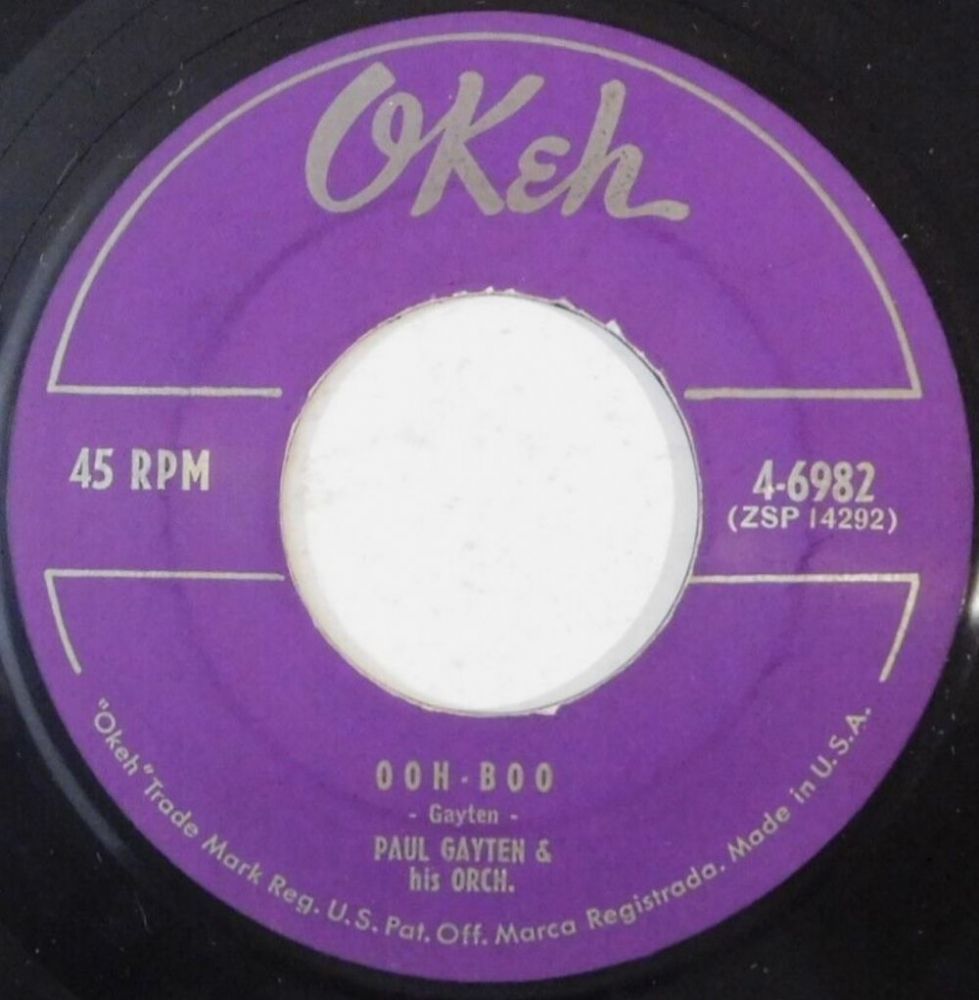 OKeh
45 RPM
4-6982
(ZSP 14292)
OOH-BOO
- Gayten -
PAUL GAYTEN &
his ORCH.
"Okeh" Trade Mark Reg. U.S. Pat. Off. Marca Registrada. Made in U.S.A.